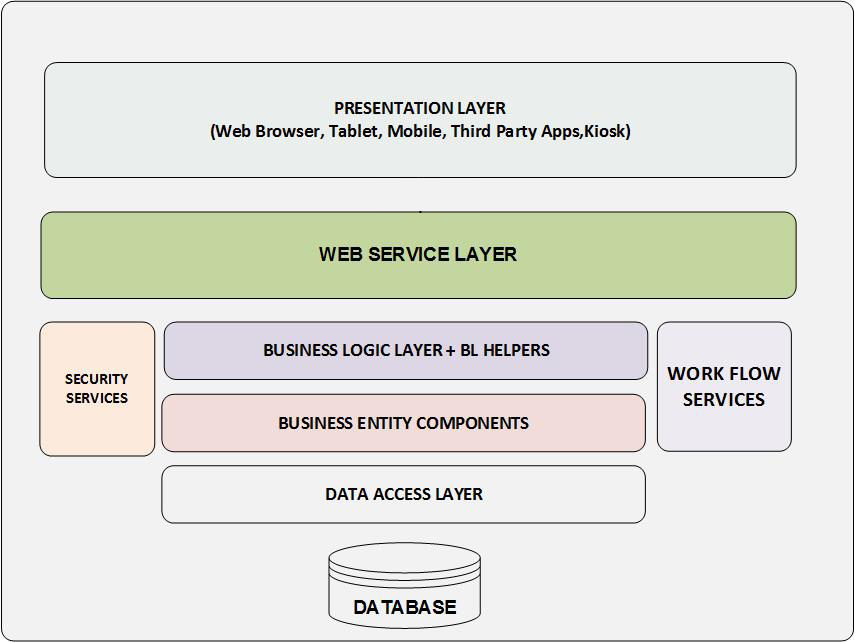 PRESENTATION LAYER
(Web Browser, Tablet, Mobile, Third Party Apps,Kiosk)
WEB SERVICE LAYER
SECURITY
SERVICES
BUSINESS LOGIC LAYER + BL HELPERS
WORK FLOW
SERVICES
BUSINESS ENTITY COMPONENTS
DATA ACCESS LAYER
DATABASE